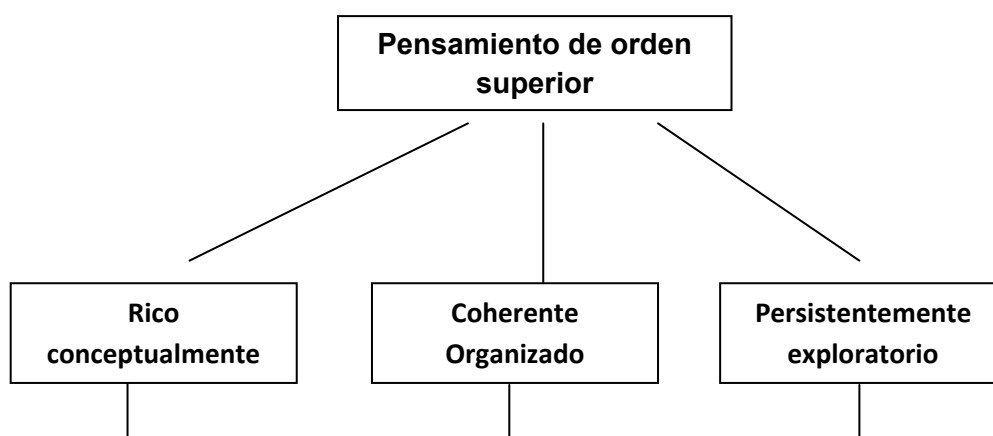 Pensamiento de orden
superior
Rico
conceptualmente
Coherente
Organizado
Persistentemente
exploratorio